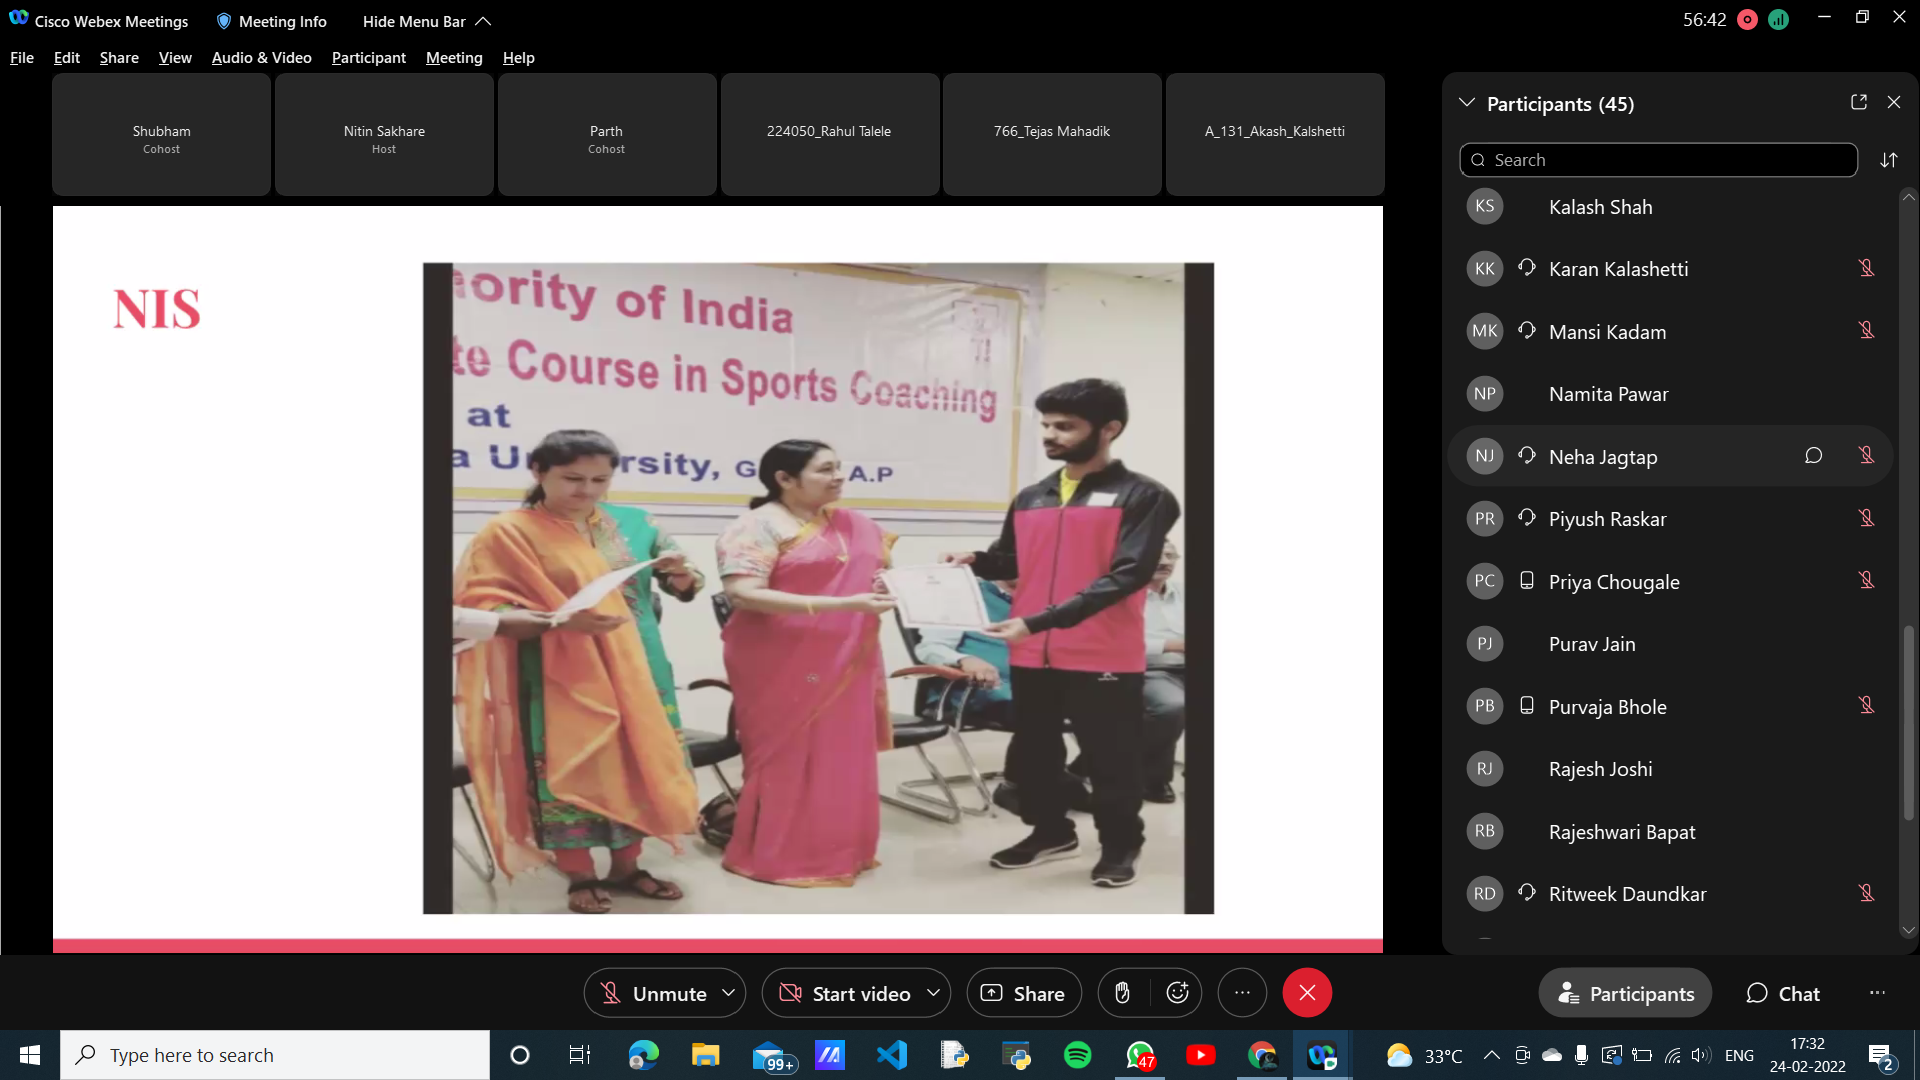 Cisco Webex Meetings
Meeting Info
Hide Menu Bar
56:42
File Edit Share View Audio & Video Participant Meeting Help
Shubham
Cohost
Nitin Sakhare
Host
Parth
Cohost
224050_Rahul Talele
766_Tejas Mahadik
A_131_Akash_Kalshetti
NIS
ority of India
te Course in Sports Coaching
at
a U rsity, G A.P
Participants (45)
Search
KS Kalash Shah
KK Karan Kalashetti
MK Mansi Kadam
NP Namita Pawar
NJ Neha Jagtap
PR Piyush Raskar
PC Priya Chougale
PJ Purav Jain
PB Purvaja Bhole
RJ Rajesh Joshi
RB Rajeshwari Bapat
RD Ritweek Daundkar
Unmute
Start video
Share
Participants
Chat
Type here to search
99+
47
33°C
ENG
17:32
24-02-2022
2